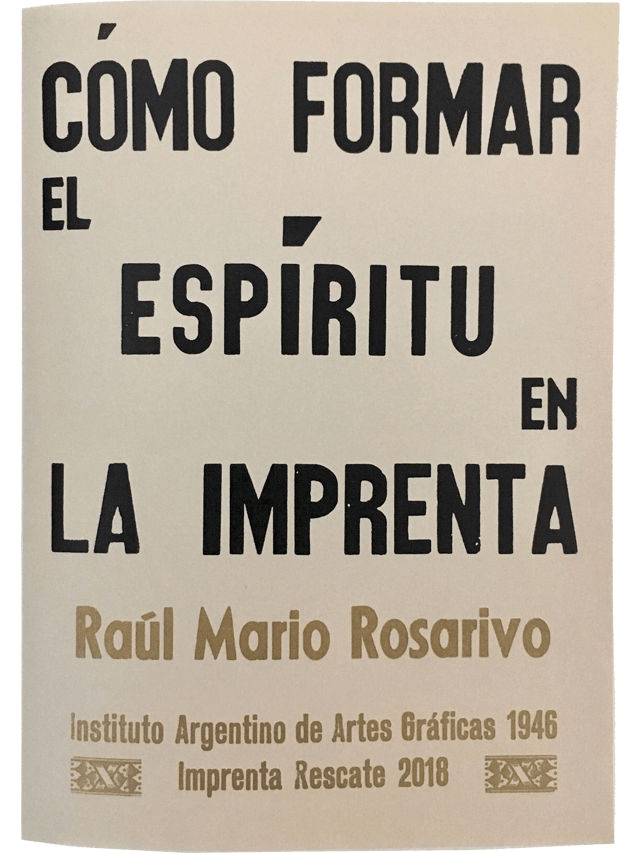 CÓMO FORMAR
EL
ESPÍRITU
EN
LA IMPRENTA
Raúl Mario Rosarivo
Instituto Argentino de Artes Gráficas 1946
Imprenta Rescate 2018